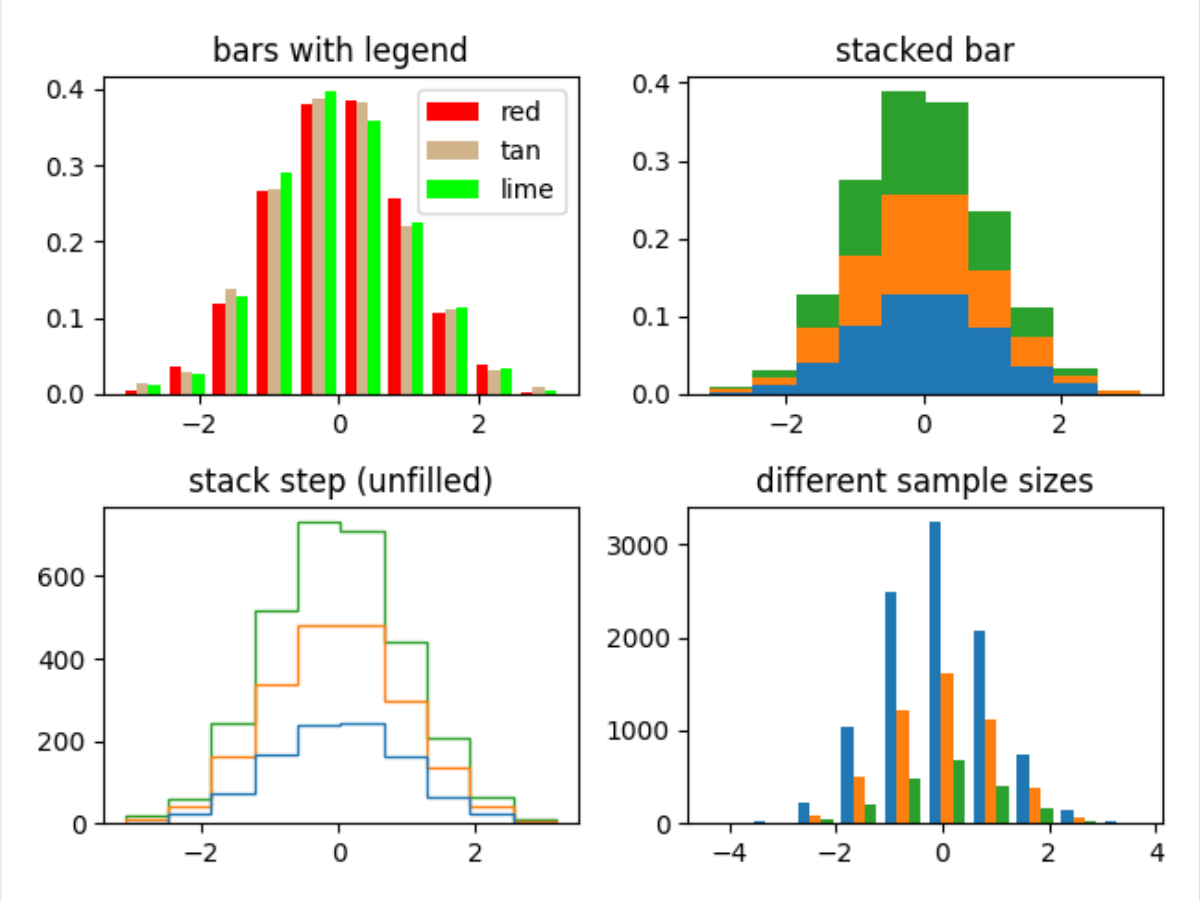 bars with legend
0.4
0.3
0.2
0.1
0.0
−2 0 2
red
tan
lime
stacked bar
0.4
0.3
0.2
0.1
0.0
−2 0 2
stack step (unfilled)
600
400
200
0
−2 0 2
different sample sizes
3000
2000
1000
0
−4 −2 0 2 4